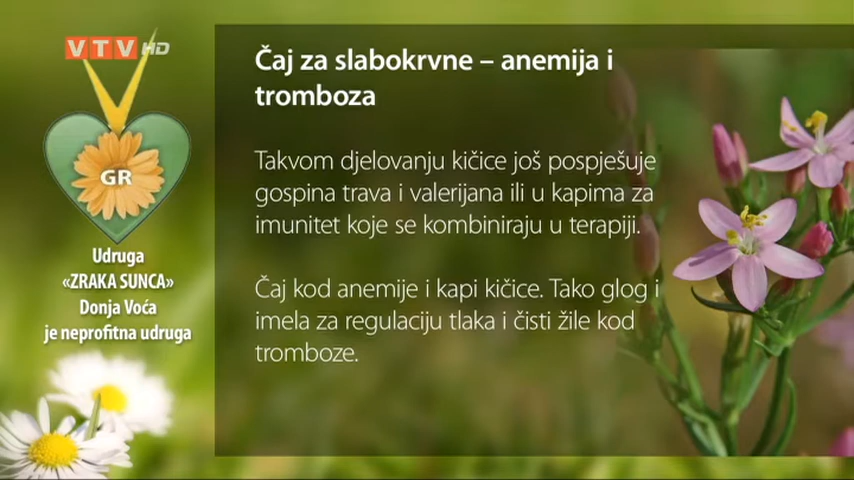 VTV HD
GR
Udruga
«ZRAKA SUNCA»
Donja Voća
je neprofitna udruga
Čaj za slabokrvne – anemija i
tromboza
Takvom djelovanju kičice još pospješuje
gospina trava i valerijana ili u kapima za
imunitet koje se kombiniraju u terapiji.
Čaj kod anemije i kapi kičice. Tako glog i
imela za regulaciju tlaka i čisti žile kod
tromboze.